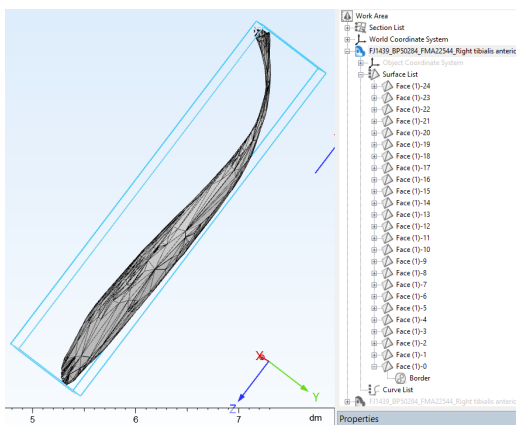 Work Area
Section List
World Coordinate System
FJ1439_BP50284_FMA22544_Right tibialis anterio
Object Coordinate System
Surface List
Face (1)-24
Face (1)-23
Face (1)-22
Face (1)-21
Face (1)-20
Face (1)-19
Face (1)-18
Face (1)-17
Face (1)-16
Face (1)-15
Face (1)-14
Face (1)-13
Face (1)-12
Face (1)-11
Face (1)-10
Face (1)-9
Face (1)-8
Face (1)-7
Face (1)-6
Face (1)-5
Face (1)-4
Face (1)-3
Face (1)-2
Face (1)-1
Face (1)-0
Border
Curve List
FJ1439_BP50284_FMA22544_Right tibialis anterio
Properties
X
Y
Z
5 6 7 dm